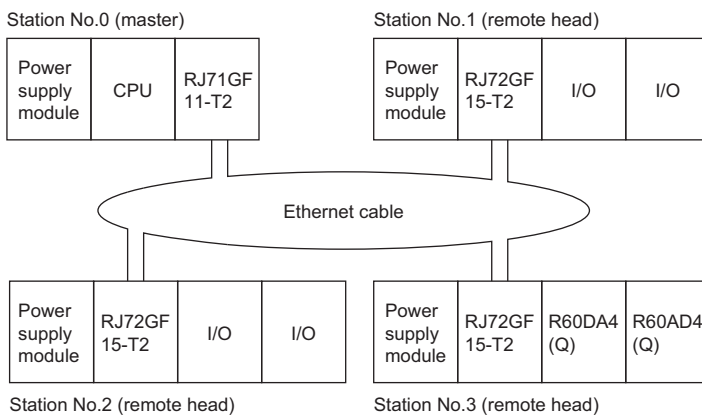 Station No.0 (master)
Power
supply
module
CPU
RJ71GF
11-T2
Station No.1 (remote head)
Power
supply
module
RJ72GF
15-T2
I/O
I/O
Ethernet cable
Power
supply
module
RJ72GF
15-T2
I/O
I/O
Station No.2 (remote head)
Power
supply
module
RJ72GF
15-T2
R60DA4
(Q)
R60AD4
(Q)
Station No.3 (remote head)